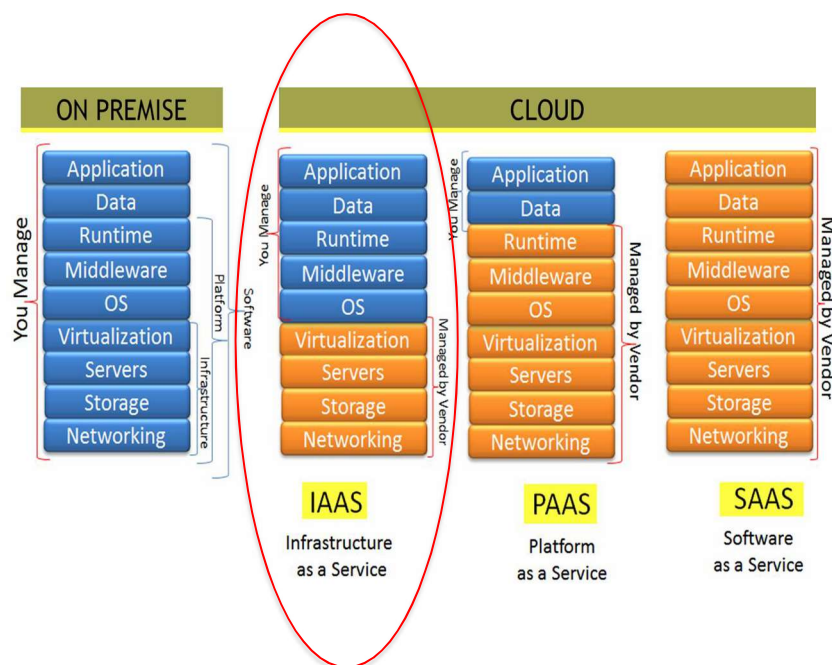 ON PREMISE
CLOUD
You Manage
Application
Data
Runtime
Middleware
OS
Virtualization
Servers
Storage
Networking
Infrastructure
Platform
Software
You Manage
Application
Data
Runtime
Middleware
OS
Virtualization
Servers
Storage
Networking
Managed by Vendor
IAAS
Infrastructure
as a Service
You Manage
Application
Data
Runtime
Middleware
OS
Virtualization
Servers
Storage
Networking
Managed by Vendor
PAAS
Platform
as a Service
Application
Data
Runtime
Middleware
OS
Virtualization
Servers
Storage
Networking
Managed by Vendor
SAAS
Software
as a Service